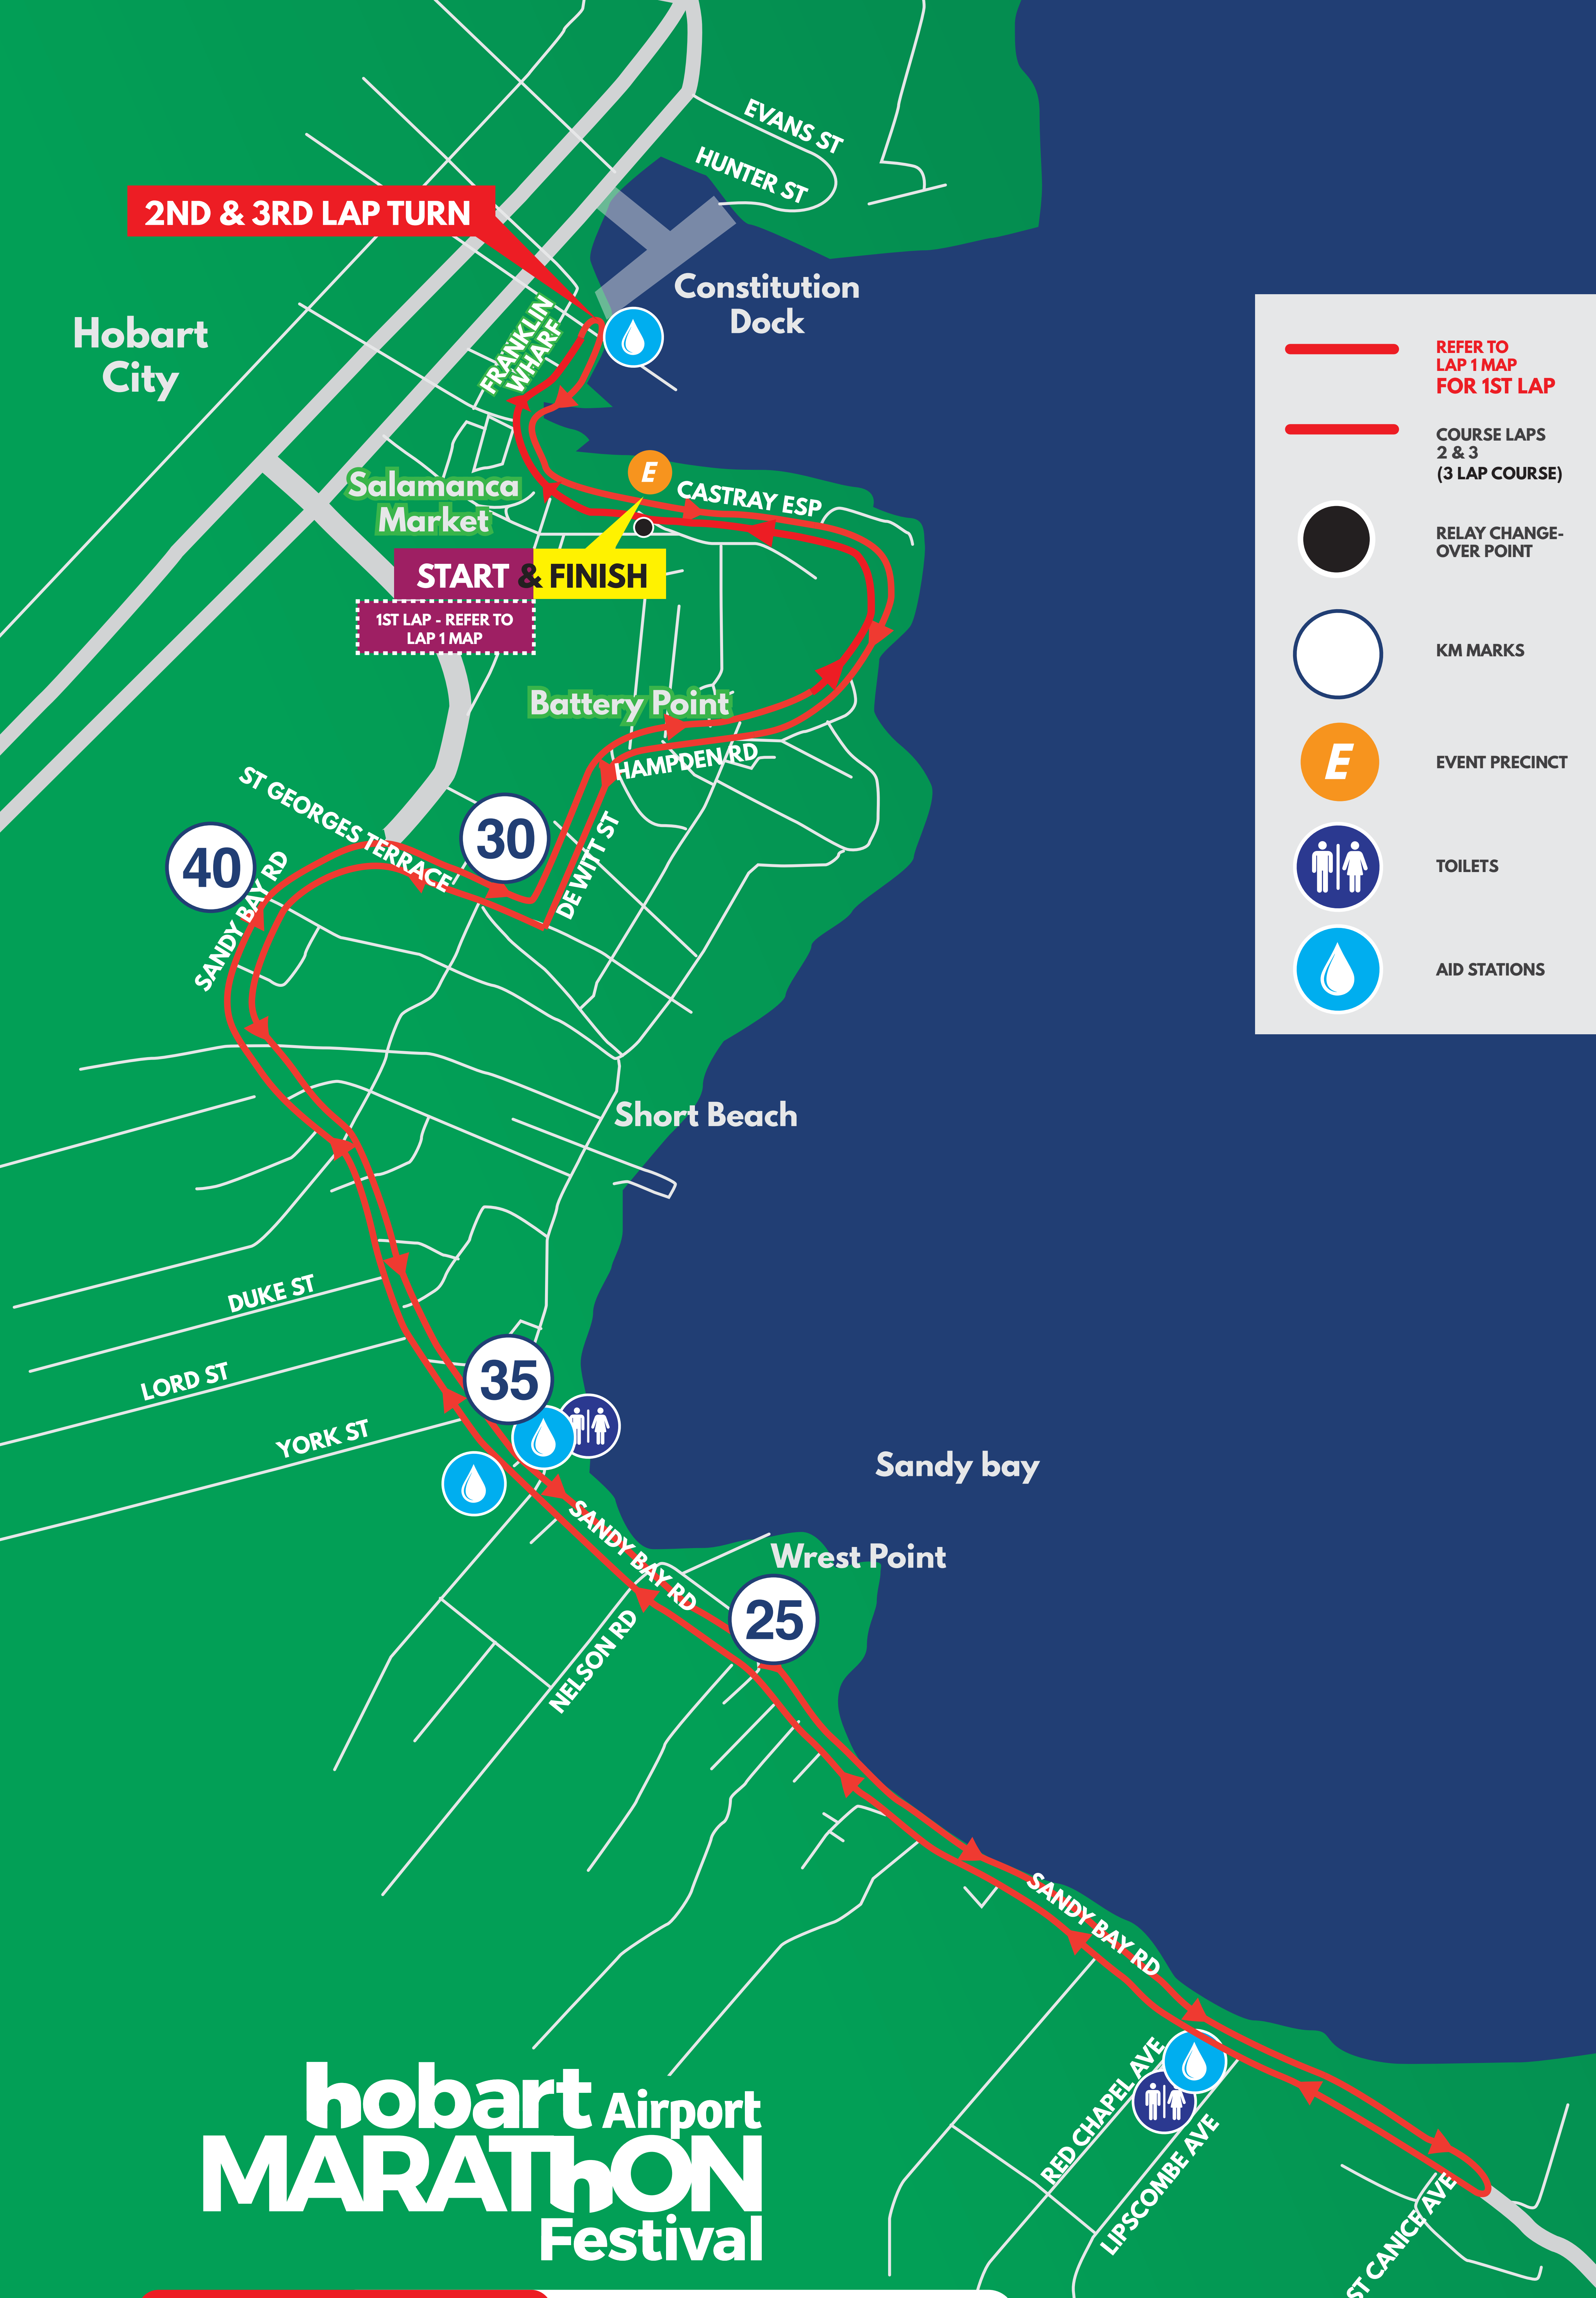 EVANS ST
HUNTER ST
2ND & 3RD LAP TURN
Constitution
Dock
Hobart
City
FRANKLIN
WHARF
REFER TO
LAP 1 MAP
FOR 1ST LAP
COURSE LAPS
2 & 3
(3 LAP COURSE)
RELAY CHANGE-
OVER POINT
KM MARKS
E
EVENT PRECINCT
TOILETS
AID STATIONS
E
CASTRAY ESP
Salamanca
Market
START & FINISH
1ST LAP - REFER TO
LAP 1 MAP
Battery Point
HAMPDEN RD
ST GEORGES TERRACE
30
40
DE WITT ST
SANDY BAY RD
Short Beach
DUKE ST
LORD ST
YORK ST
35
Sandy bay
SANDY BAY RD
Wrest Point
25
NELSON RD
SANDY BAY RD
RED CHAPEL AVE
LIPSCOMBE AVE
ST CANICE AVE
hobart Airport
MARAThON
Festival